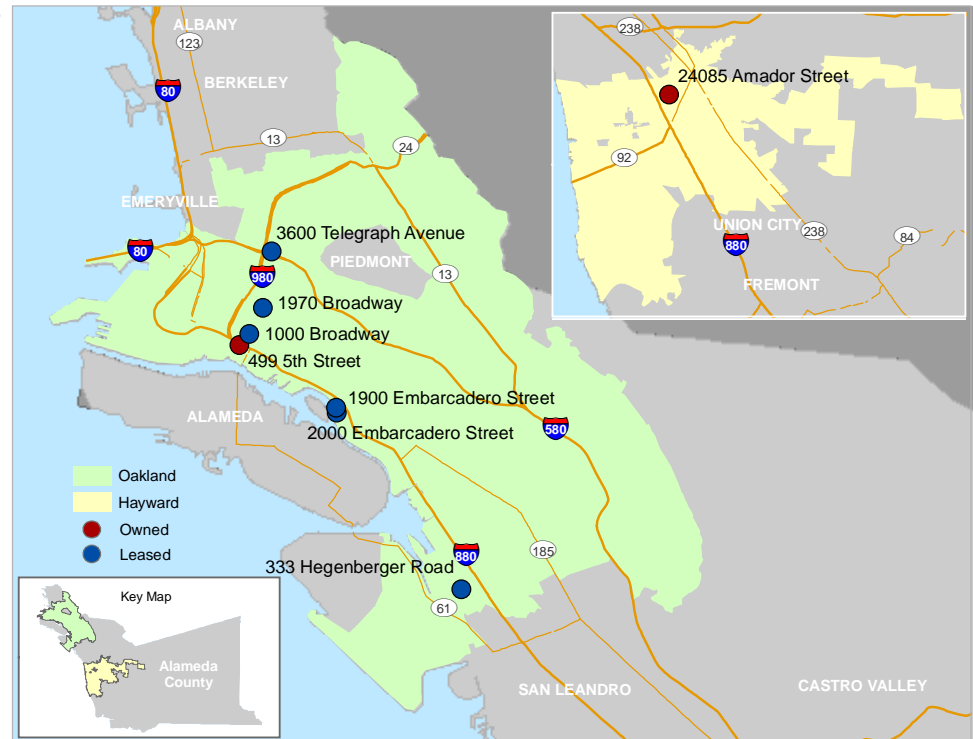 ALBANY
123
BERKELEY
80
13
24
EMERYVILLE
80
3600 Telegraph Avenue
PIEDMONT
980
13
1970 Broadway
1000 Broadway
499 5th Street
ALAMEDA
1900 Embarcadero Street
2000 Embarcadero Street
580
Oakland
Hayward
Owned
Leased
880
185
333 Hegenberger Road
61
SAN LEANDRO
CASTRO VALLEY
238
24085 Amador Street
92
UNION CITY
238
84
880
FREMONT
Key Map
Alameda
County